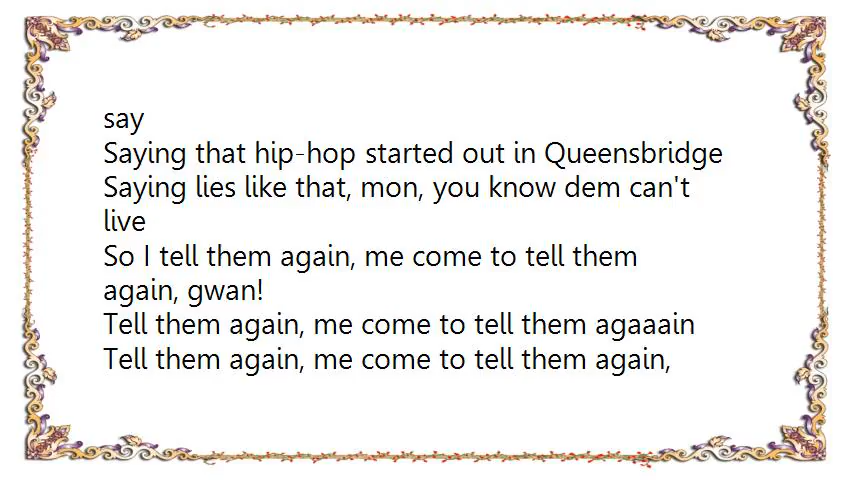 say
Saying that hip-hop started out in Queensbridge
Saying lies like that, mon, you know dem can't
live
So I tell them again, me come to tell them
again, gwan!
Tell them again, me come to tell them agaaain
Tell them again, me come to tell them again,